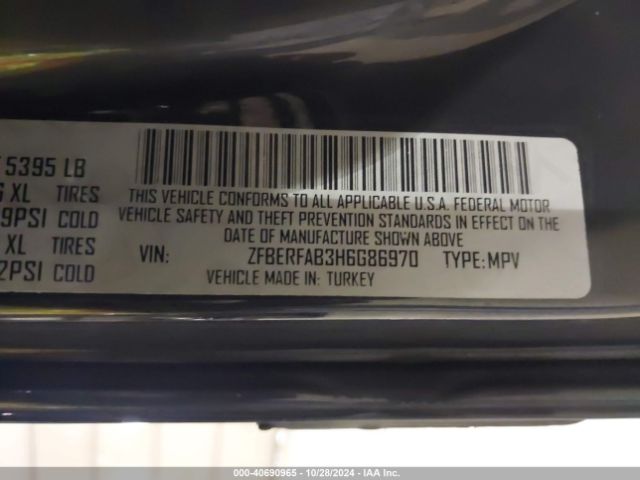 5395 LB
XL TIRES
9PSI COLD
XL TIRES
2PSI COLD
THIS VEHICLE CONFORMS TO ALL APPLICABLE U.S.A. FEDERAL MOTOR
VEHICLE SAFETY AND THEFT PREVENTION STANDARDS IN EFFECT ON THE
DATE OF MANUFACTURE SHOWN ABOVE
VIN: ZFBERFAB3H6G86970 TYPE: MPV
VEHICLE MADE IN: TURKEY
000-40690965 - 10/28/2024 - IAA Inc.